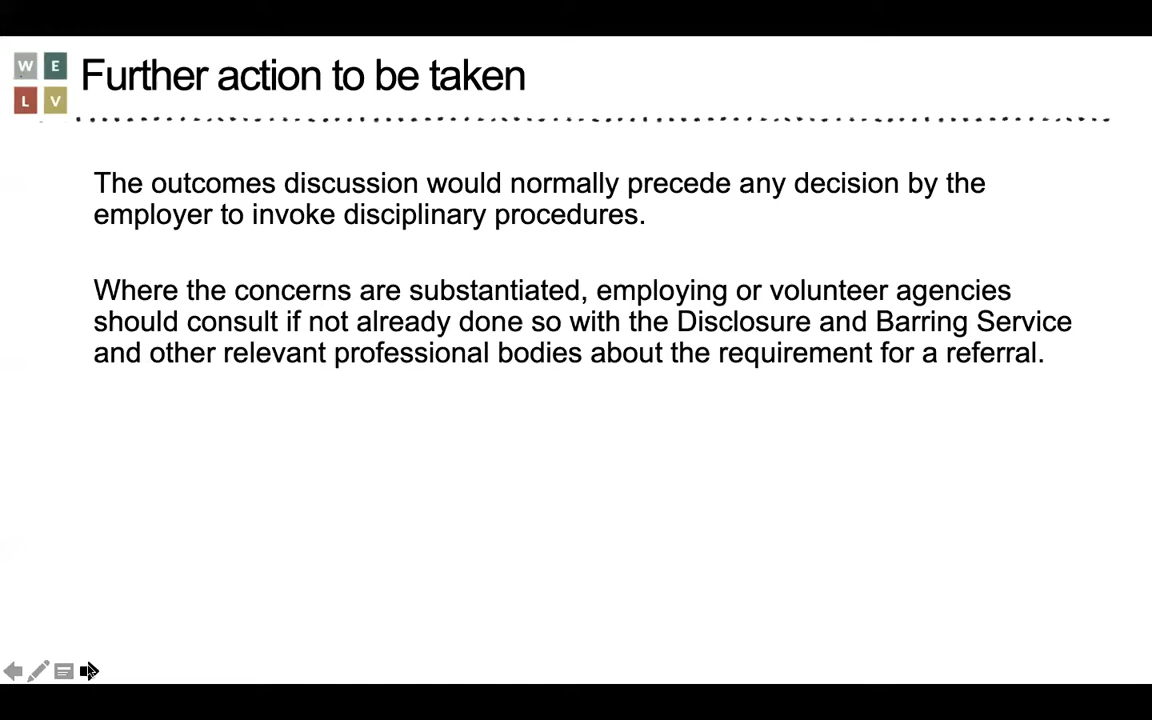 W E
L V
Further action to be taken
The outcomes discussion would normally precede any decision by the
employer to invoke disciplinary procedures.
Where the concerns are substantiated, employing or volunteer agencies
should consult if not already done so with the Disclosure and Barring Service
and other relevant professional bodies about the requirement for a referral.